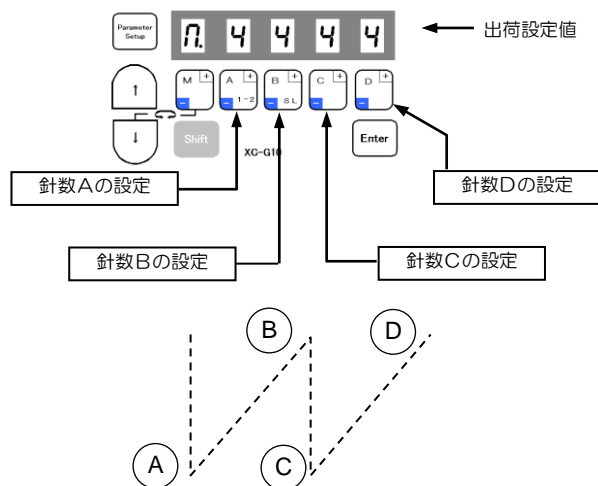 Parameter Setup
Π. 4 4 4 4
出荷設定値
M + −
A + − 1-2
B + − S.L
C + −
D + −
↑
↓
Shift
XC-G10
Enter
針数Aの設定
針数Dの設定
針数Bの設定
針数Cの設定
B
D
A
C